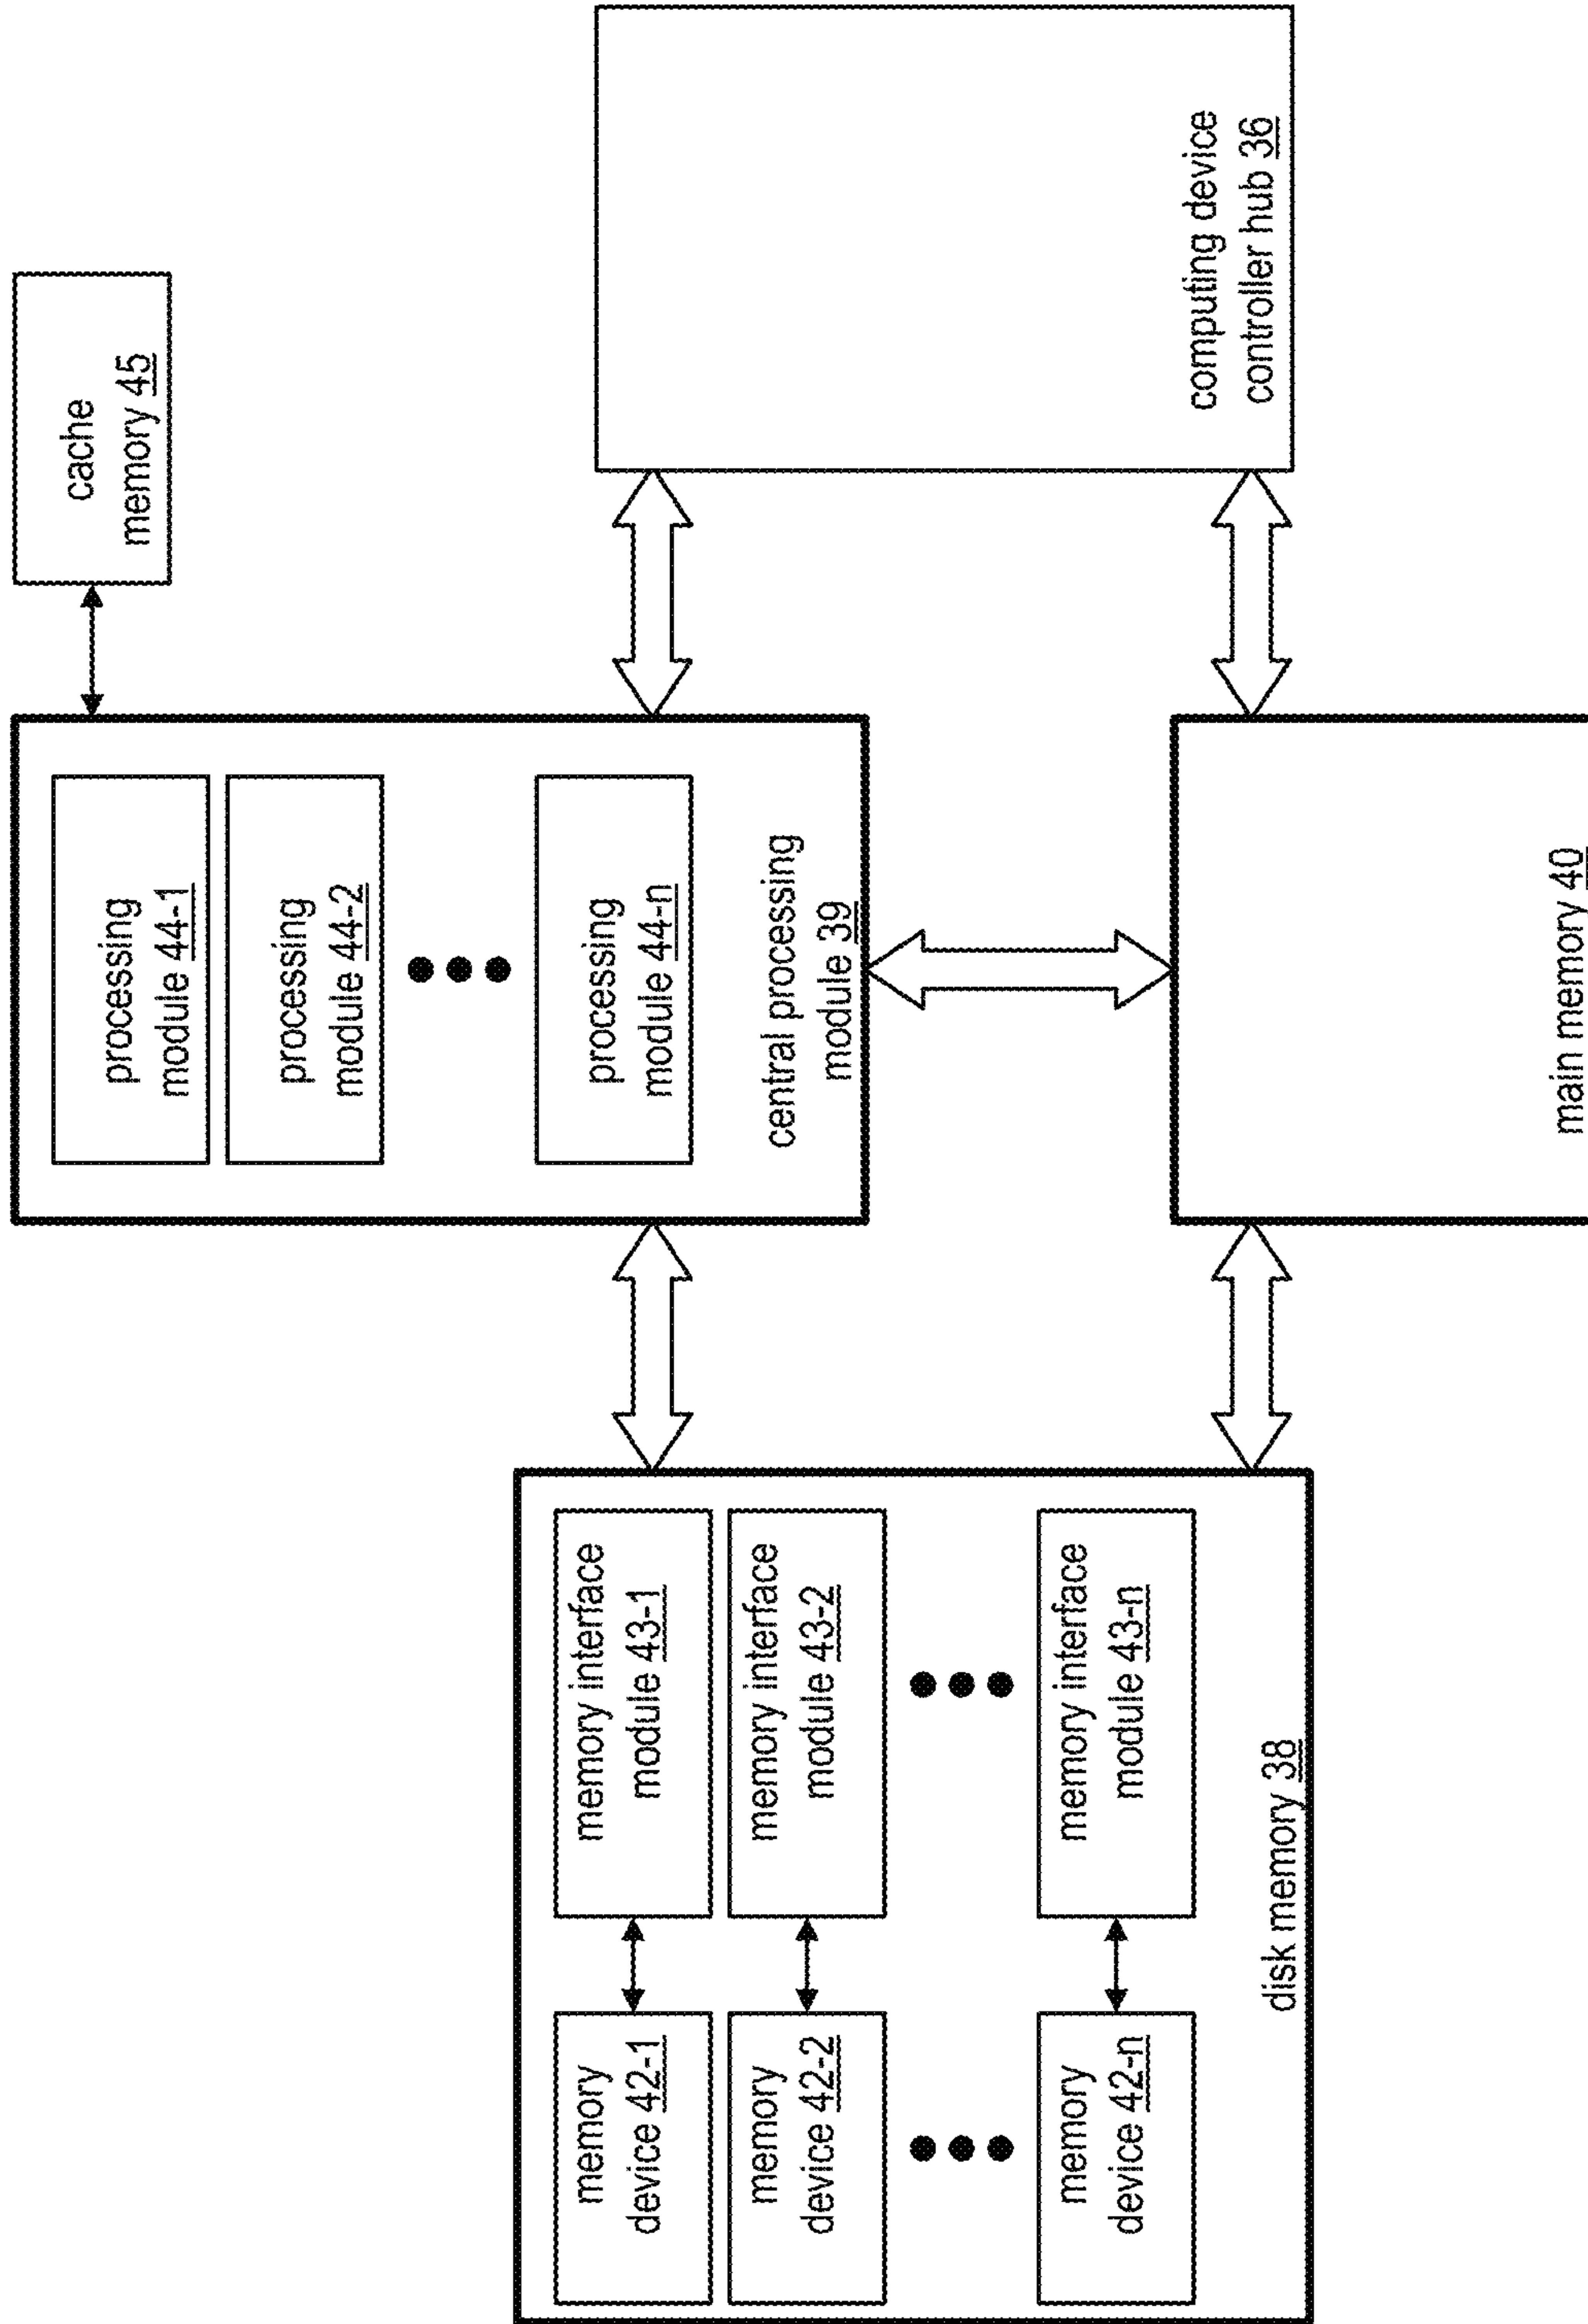 cache
memory 45
processing
module 44-1
processing
module 44-2
processing
module 44-n
central processing
module 39
computing device
controller hub 36
main memory 40
memory
device 42-1
memory interface
module 43-1
memory
device 42-2
memory interface
module 43-2
memory
device 42-n
memory interface
module 43-n
disk memory 38